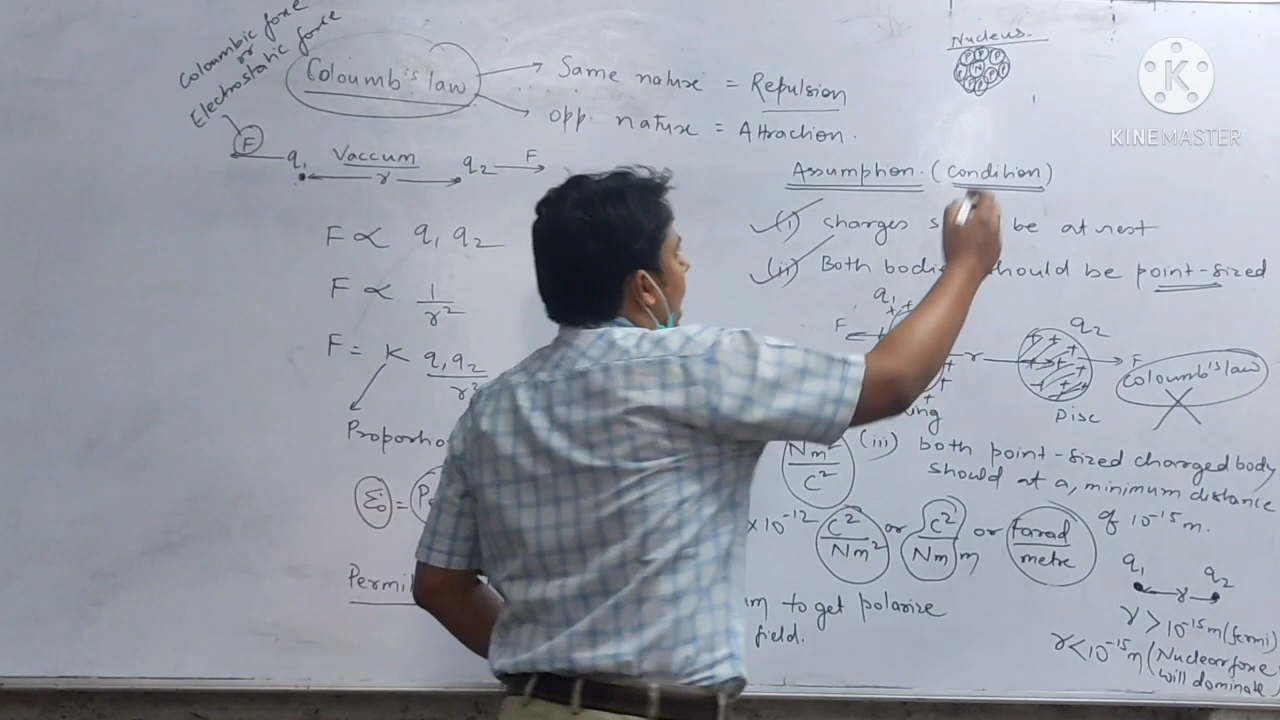 Coloumbic force
or
Electrostatic force
Coloumb's law
Same nature = Repulsion
opp. nature = Attraction.
F q1 Vaccum q2 F
r
F ∝ q1 q2
F ∝ 1/r²
F = K q1q2/r²
Proportio
ε0 =
Permi
Nm²/C²
x 10^-12 C²/Nm² or C²/Nm m or farad/metre
m to get polarize
field.
Nucleus.
KINEMASTER
Assumption. (Condition)
(i) charges s be at rest
(ii) Both bodie should be point-sized
q1 q2
F r F
Coloumb's law
Disc
(iii) both point-sized charged body
should at a, minimum distance
of 10^-15 m.
q1 q2
r
r > 10^-15 m (fermi)
r < 10^-15 m (Nuclear force
will dominate